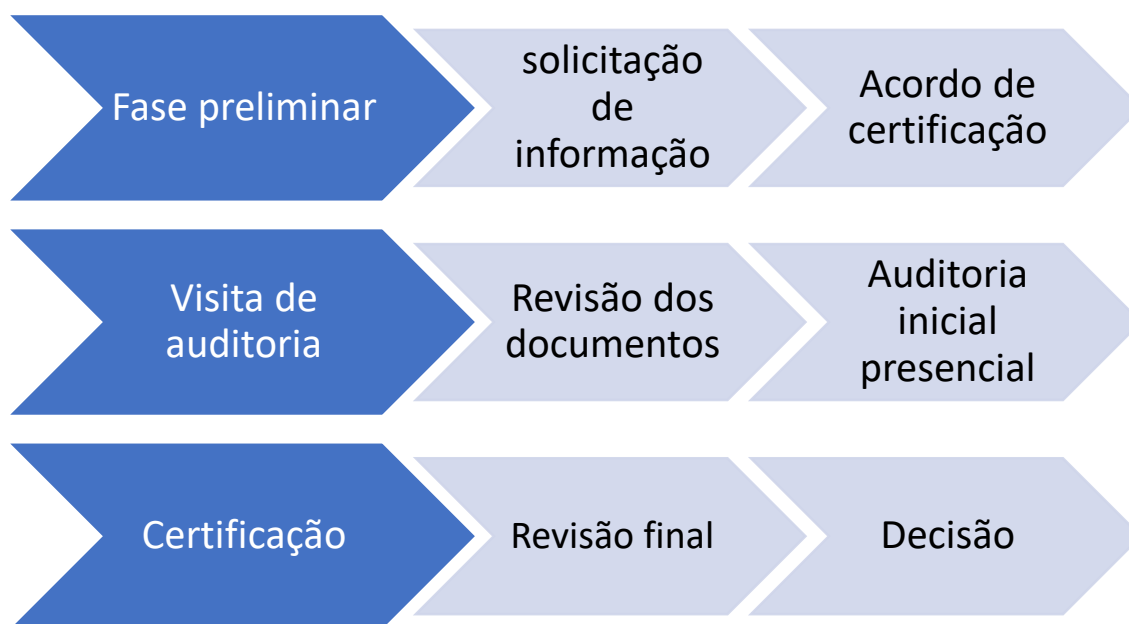 Fase preliminar
solicitação
de
informação
Acordo de
certificação
Visita de
auditoria
Revisão dos
documentos
Auditoria
inicial
presencial
Certificação
Revisão final
Decisão